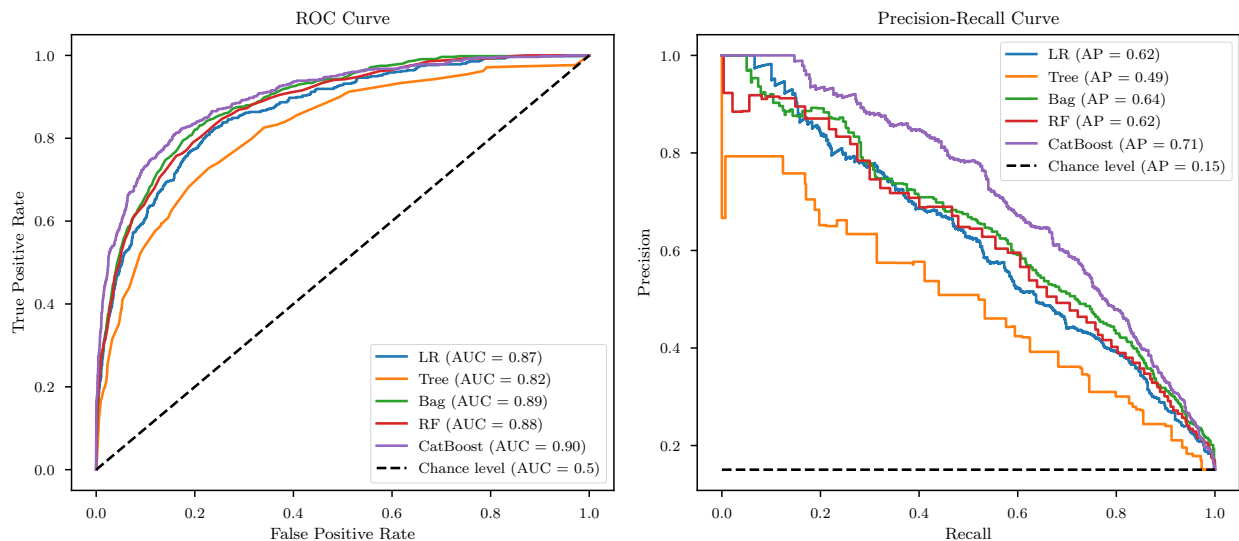 ROC Curve
1.0
0.8
0.6
0.4
0.2
0.0
True Positive Rate
0.0
0.2
0.4
0.6
0.8
1.0
False Positive Rate
LR (AUC = 0.87)
Tree (AUC = 0.82)
Bag (AUC = 0.89)
RF (AUC = 0.88)
CatBoost (AUC = 0.90)
Chance level (AUC = 0.5)
Precision-Recall Curve
1.0
0.8
0.6
0.4
0.2
Precision
0.0
0.2
0.4
0.6
0.8
1.0
Recall
LR (AP = 0.62)
Tree (AP = 0.49)
Bag (AP = 0.64)
RF (AP = 0.62)
CatBoost (AP = 0.71)
Chance level (AP = 0.15)